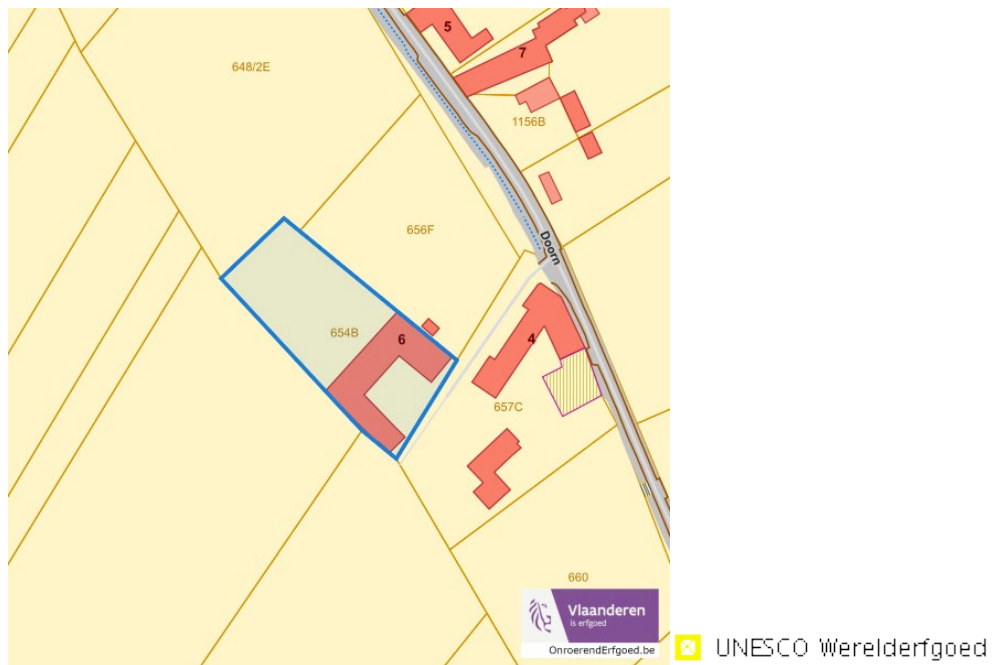 5
7
648/2E
1156B
656F
Doorn
654B
6
4
657C
660
Vlaanderen
is erfgoed
OnroerendErfgoed.be
UNESCO Werelderfgoed